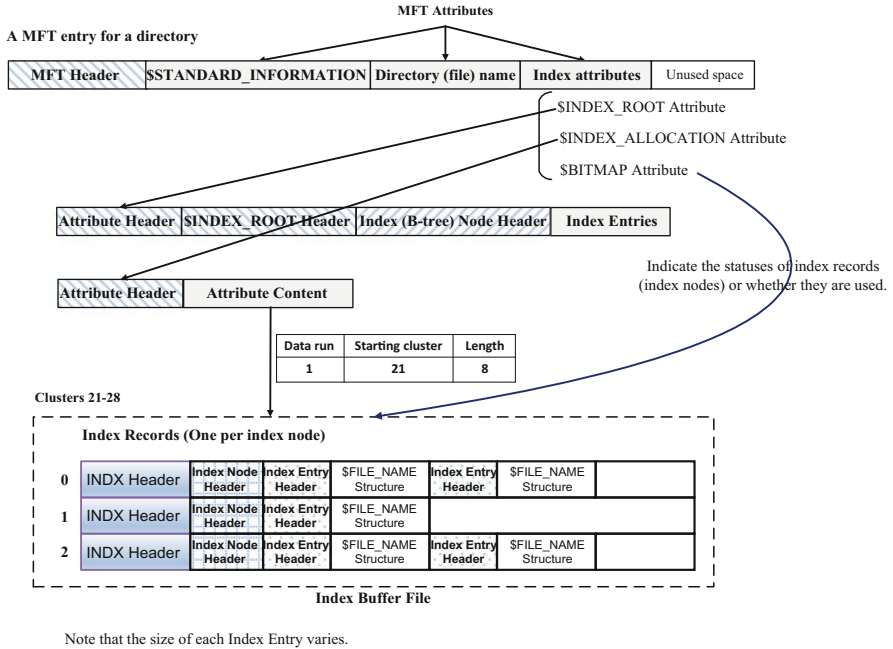 MFT Attributes
A MFT entry for a directory
MFT Header $STANDARD_INFORMATION Directory (file) name Index attributes Unused space
$INDEX_ROOT Attribute
$INDEX_ALLOCATION Attribute
$BITMAP Attribute
Attribute Header $INDEX_ROOT Header Index (B-tree) Node Header Index Entries
Indicate the statuses of index records
(index nodes) or whether they are used.
Attribute Header Attribute Content
Data run Starting cluster Length
1 21 8
Clusters 21-28
Index Records (One per index node)
0 INDX Header Index Node Header Index Entry Header $FILE_NAME Structure Index Entry Header $FILE_NAME Structure
1 INDX Header Index Node Header Index Entry Header $FILE_NAME Structure
2 INDX Header Index Node Header Index Entry Header $FILE_NAME Structure Index Entry Header $FILE_NAME Structure
Index Buffer File
Note that the size of each Index Entry varies.